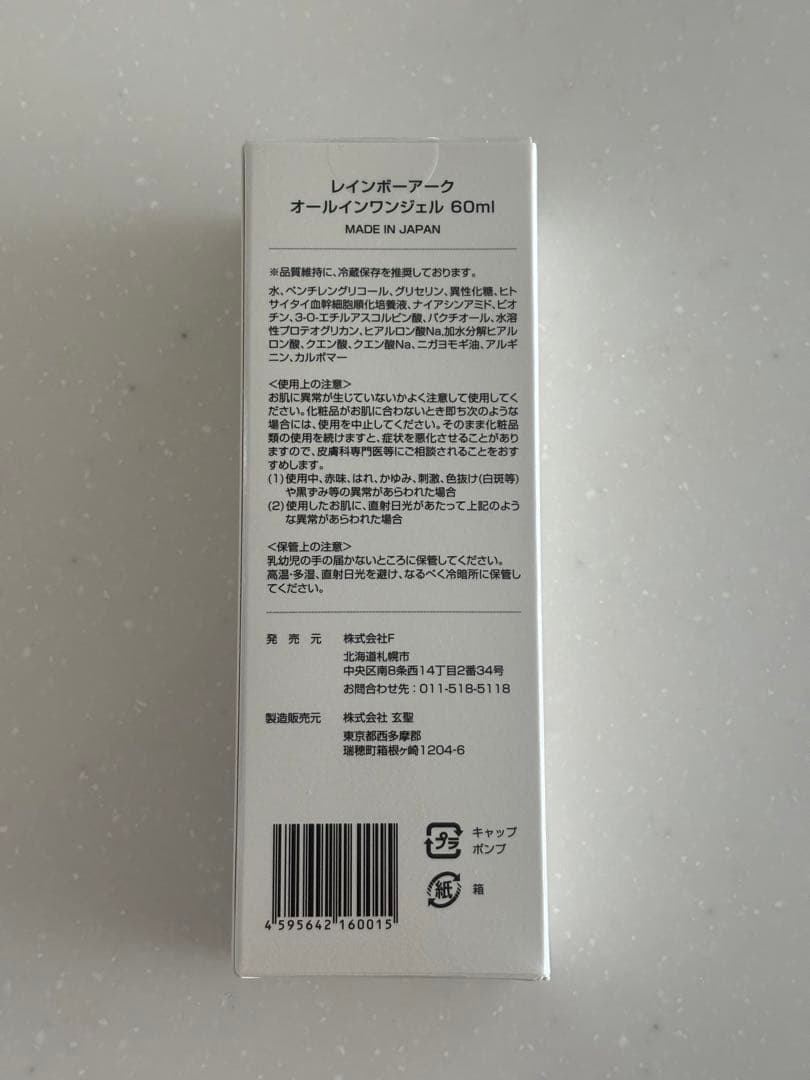 レインボーアーク
オールインワンジェル 60ml
MADE IN JAPAN
※品質維持に、冷蔵保存を推奨しております。
水、ペンチレングリコール、グリセリン、異性化糖、ヒト
サイタイ血幹細胞順化培養液、ナイアシンアミド、ビオ
チン、3-O-エチルアスコルビン酸、バクチオール、水溶
性プロテオグリカン、ヒアルロン酸Na,加水分解ヒアル
ロン酸、クエン酸、クエン酸Na、ニガヨモギ油、アルギ
ニン、カルボマー
＜使用上の注意＞
お肌に異常が生じていないかよく注意して使用してく
ださい。化粧品がお肌に合わないとき即ち次のような
場合には、使用を中止してください。そのまま化粧品
類の使用を続けますと、症状を悪化させることがあり
ますので、皮膚科専門医等にご相談されることをおす
すめします。
(1)使用中、赤味、はれ、かゆみ、刺激、色抜け(白斑等)
や黒ずみ等の異常があらわれた場合
(2)使用したお肌に、直射日光があたって上記のよう
な異常があらわれた場合
＜保管上の注意＞
乳幼児の手の届かないところに保管してください。
高温・多湿、直射日光を避け、なるべく冷暗所に保管し
てください。
発 売 元 株式会社F
北海道札幌市
中央区南8条西14丁目2番34号
お問合わせ先：011-518-5118
製造販売元 株式会社 玄聖
東京都西多摩郡
瑞穂町箱根ヶ崎1204-6
プラ キャップ
ポンプ
紙 箱
4 595642 160015